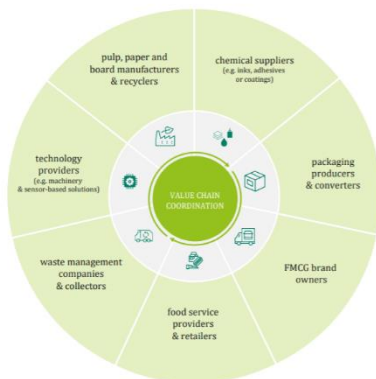 pulp, paper and
board manufacturers
& recyclers
chemical suppliers
(e.g. inks, adhesives
or coatings)
technology
providers
(e.g. machinery
& sensor-based solutions)
packaging
producers
& converters
VALUE CHAIN
COORDINATION
waste management
companies
& collectors
FMCG brand
owners
food service
providers
& retailers